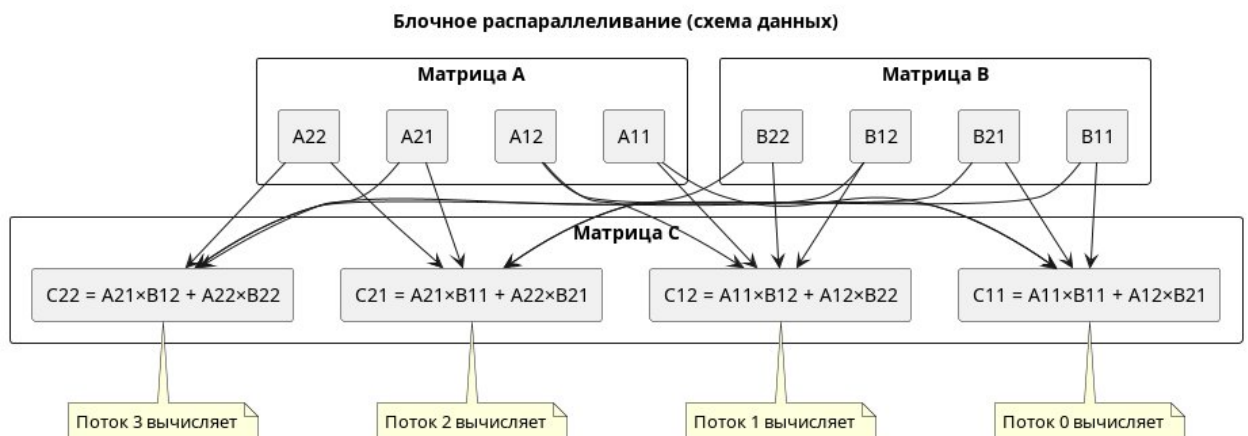 Блочное распараллеливание (схема данных)
Матрица A
Матрица B
A22
A21
A12
A11
B22
B12
B21
B11
Матрица C
C22 = A21×B12 + A22×B22
C21 = A21×B11 + A22×B21
C12 = A11×B12 + A12×B22
C11 = A11×B11 + A12×B21
Поток 3 вычисляет
Поток 2 вычисляет
Поток 1 вычисляет
Поток 0 вычисляет